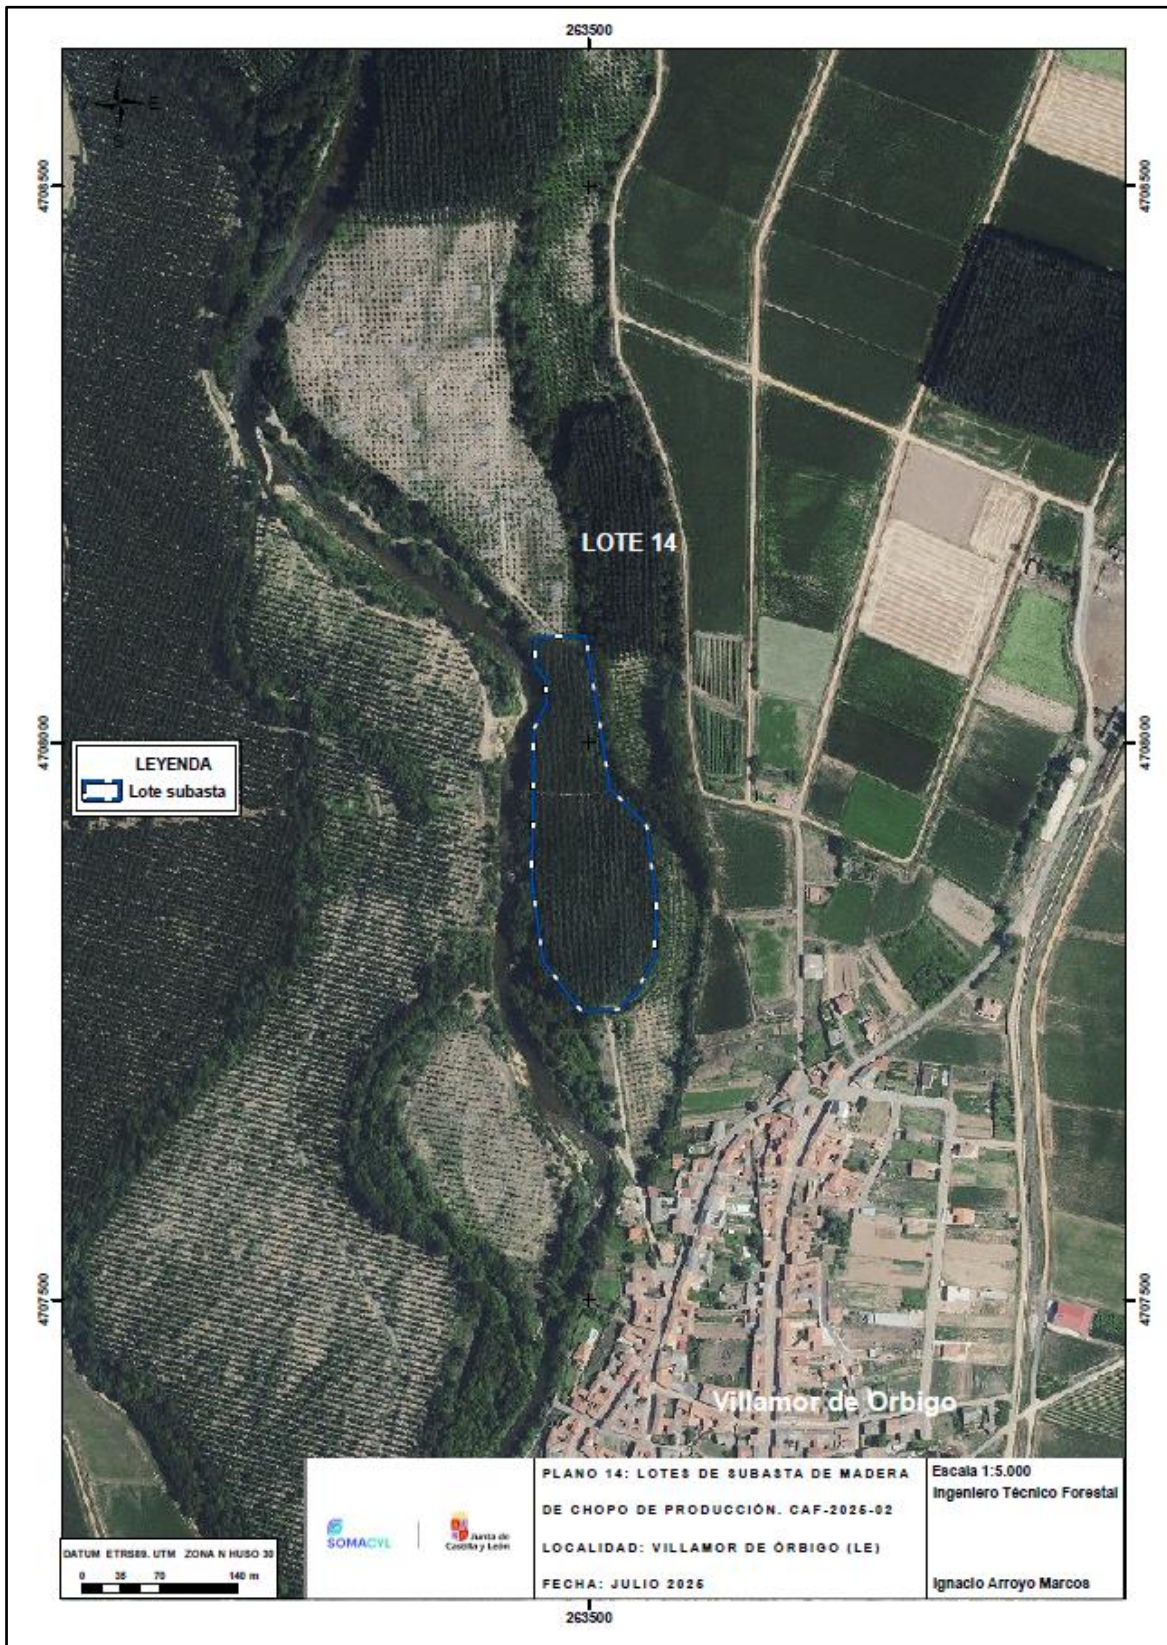 263500
E
S
4708500
4708500
LOTE 14
4708000
4708000
LEYENDA
Lote subasta
4707500
4707500
Villamor de Órbigo
PLANO 14: LOTES DE SUBASTA DE MADERA
DE CHOPO DE PRODUCCIÓN. CAF-2025-02
LOCALIDAD: VILLAMOR DE ÓRBIGO (LE)
FECHA: JULIO 2025
Escala 1:5.000
Ingeniero Técnico Forestal
Ignacio Arroyo Marcos
SOMACYL
Junta de
Castilla y León
DATUM ETRS89. UTM ZONA N HUSO 30
0 35 70 140 m
263500